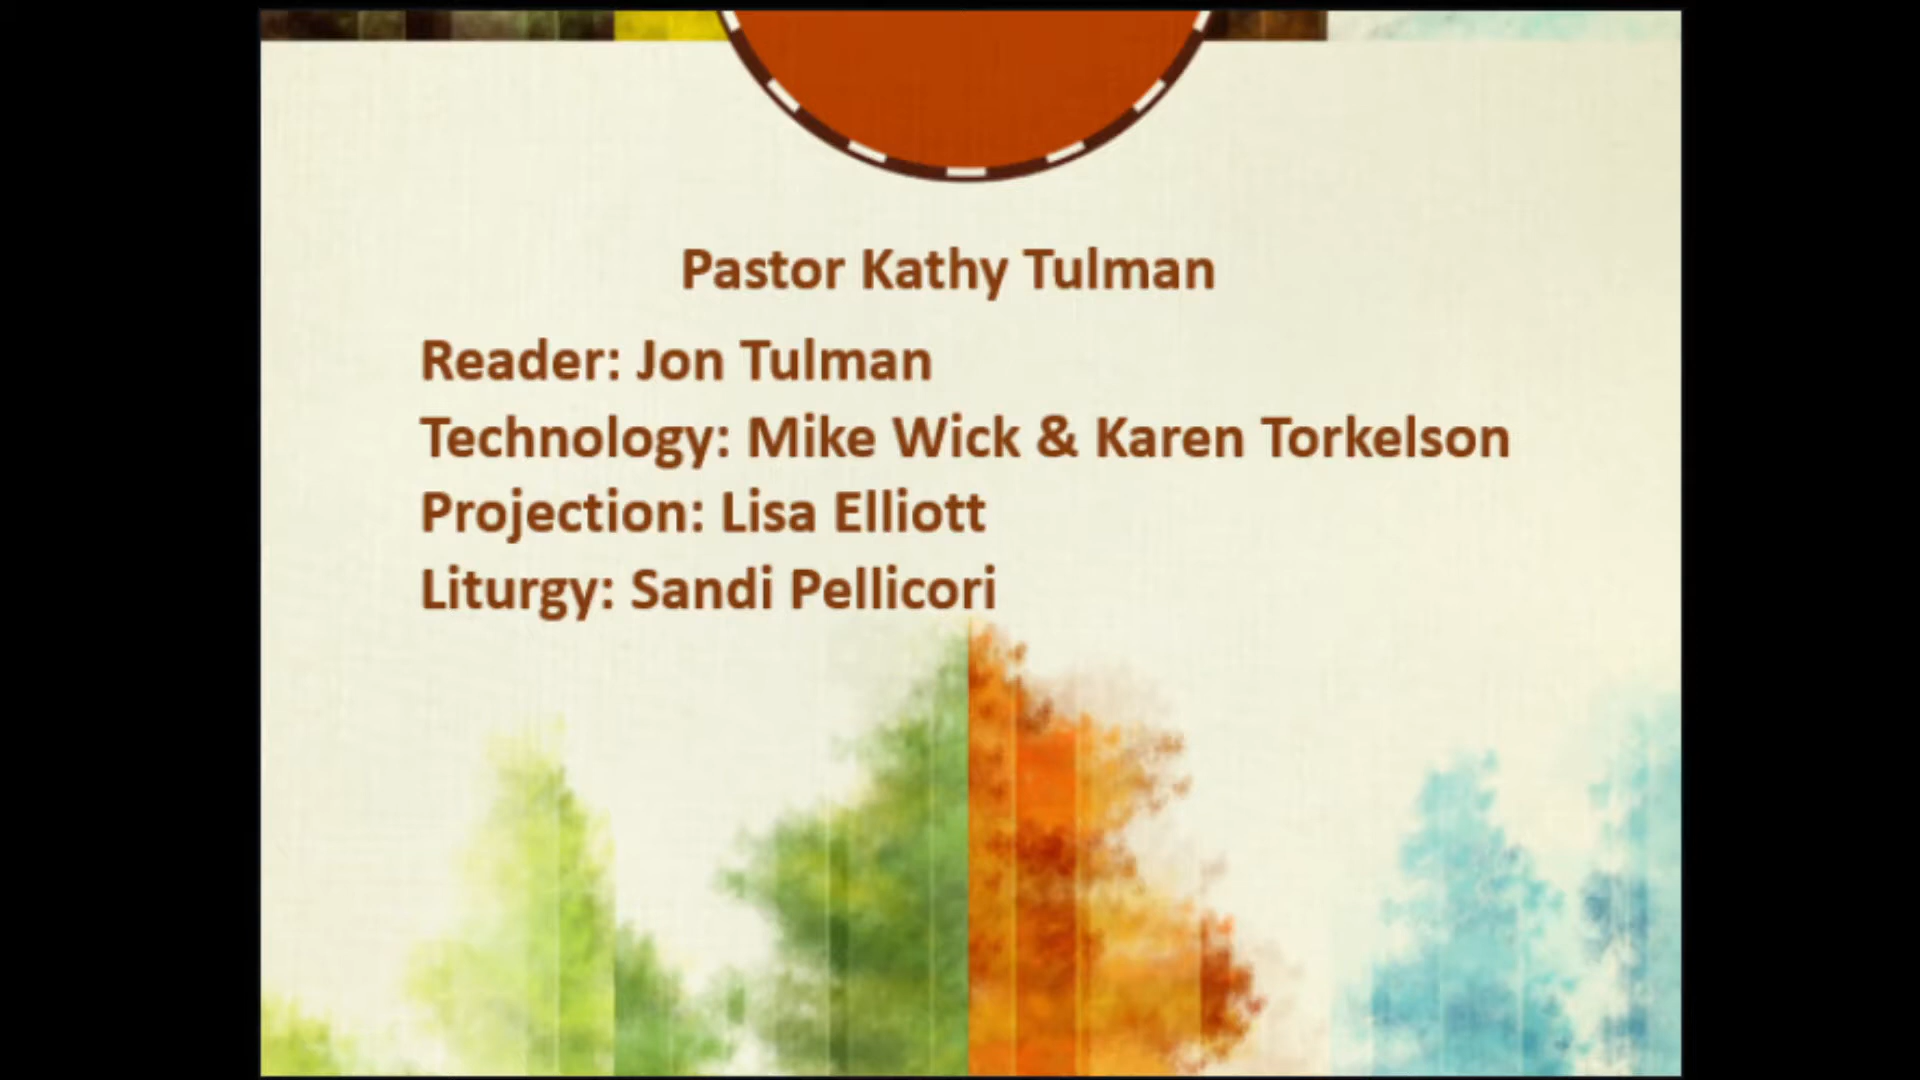 Pastor Kathy Tulman
Reader: Jon Tulman
Technology: Mike Wick & Karen Torkelson
Projection: Lisa Elliott
Liturgy: Sandi Pellicori